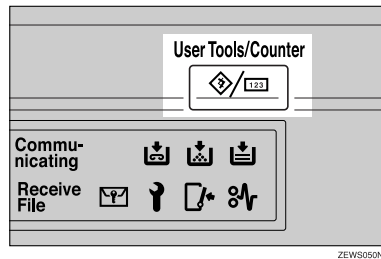 User Tools/Counter
123
Commu-
nicating
Receive
File
ZEWS050N